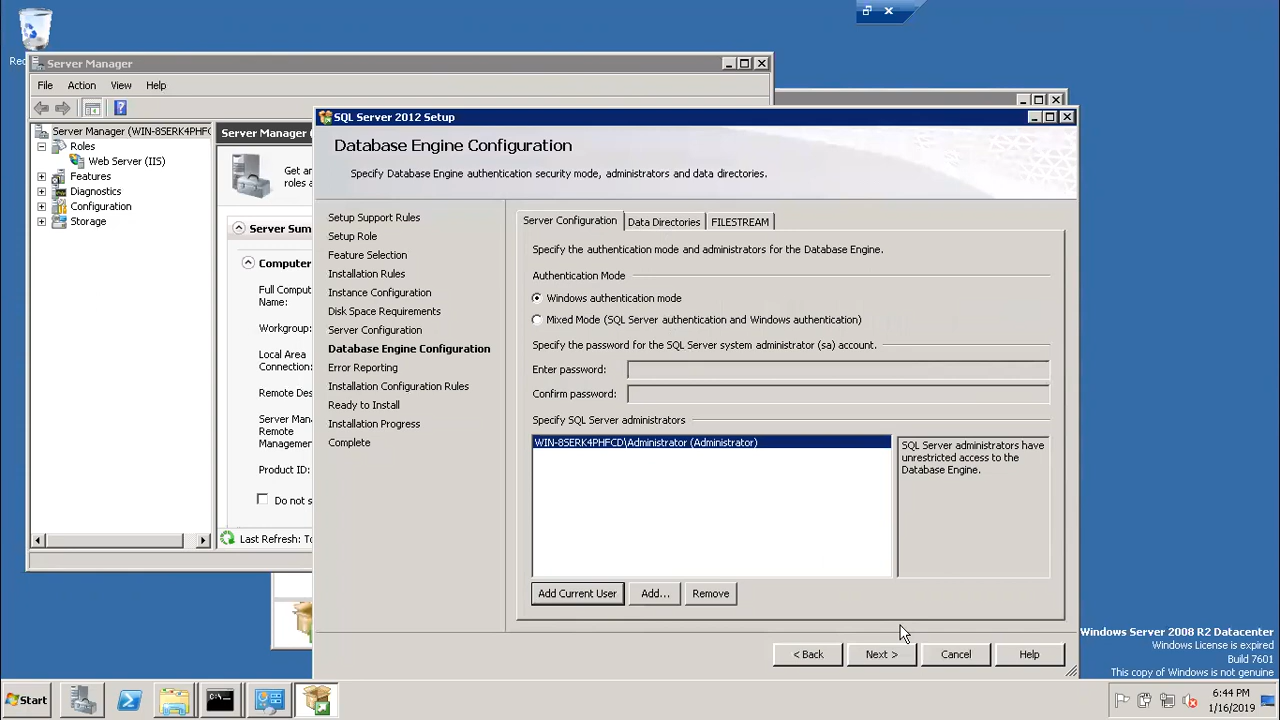 Server Manager
File Action View Help
Server Manager (WIN-8SERK4PHFC
Roles
Web Server (IIS)
Features
Diagnostics
Configuration
Storage
Server Manager (
Get an
roles a
Server Sum
Computer
Full Comput
Name:
Workgroup:
Local Area
Connection:
Remote Des
Server Man
Remote
Management
Product ID:
Do not s
Last Refresh: To
SQL Server 2012 Setup
Database Engine Configuration
Specify Database Engine authentication security mode, administrators and data directories.
Setup Support Rules
Setup Role
Feature Selection
Installation Rules
Instance Configuration
Disk Space Requirements
Server Configuration
Database Engine Configuration
Error Reporting
Installation Configuration Rules
Ready to Install
Installation Progress
Complete
Server Configuration Data Directories FILESTREAM
Specify the authentication mode and administrators for the Database Engine.
Authentication Mode
Windows authentication mode
Mixed Mode (SQL Server authentication and Windows authentication)
Specify the password for the SQL Server system administrator (sa) account.
Enter password:
Confirm password:
Specify SQL Server administrators
WIN-8SERK4PHFCD\Administrator (Administrator)
SQL Server administrators have
unrestricted access to the
Database Engine.
Add Current User Add... Remove
< Back Next > Cancel Help
Windows Server 2008 R2 Datacenter
Windows License is expired
Build 7601
This copy of Windows is not genuine
Start
6:44 PM
1/16/2019